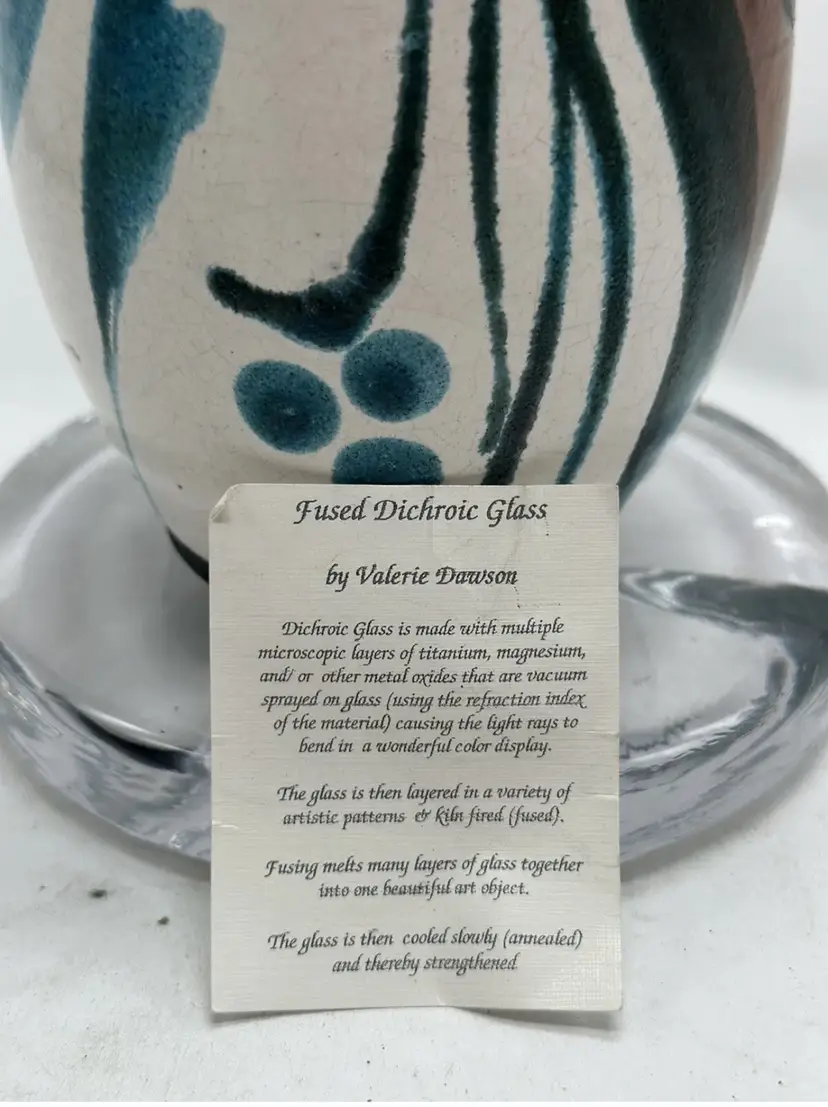 Fused Dichroic Glass
by Valerie Dawson
Dichroic Glass is made with multiple
microscopic layers of titanium, magnesium,
and/ or other metal oxides that are vacuum
sprayed on glass (using the refraction index
of the material) causing the light rays to
bend in a wonderful color display.
The glass is then layered in a variety of
artistic patterns & kiln fired (fused).
Fusing melts many layers of glass together
into one beautiful art object.
The glass is then cooled slowly (annealed)
and thereby strengthened